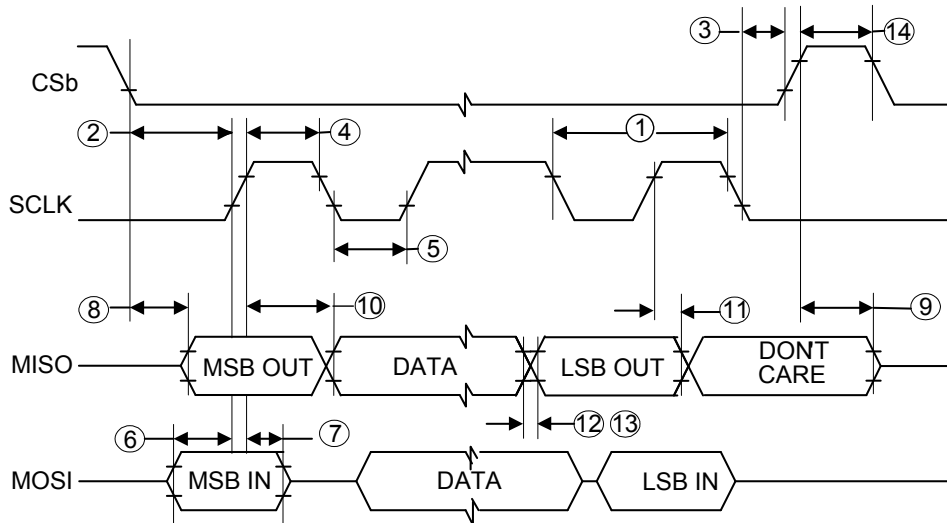 ③ ⑭
CSb
② ④ ①
SCLK
⑤
⑧ ⑩ ⑪ ⑨
MISO MSB OUT DATA LSB OUT DON'T CARE
⑥ ⑦ ⑫ ⑬
MOSI MSB IN DATA LSB IN